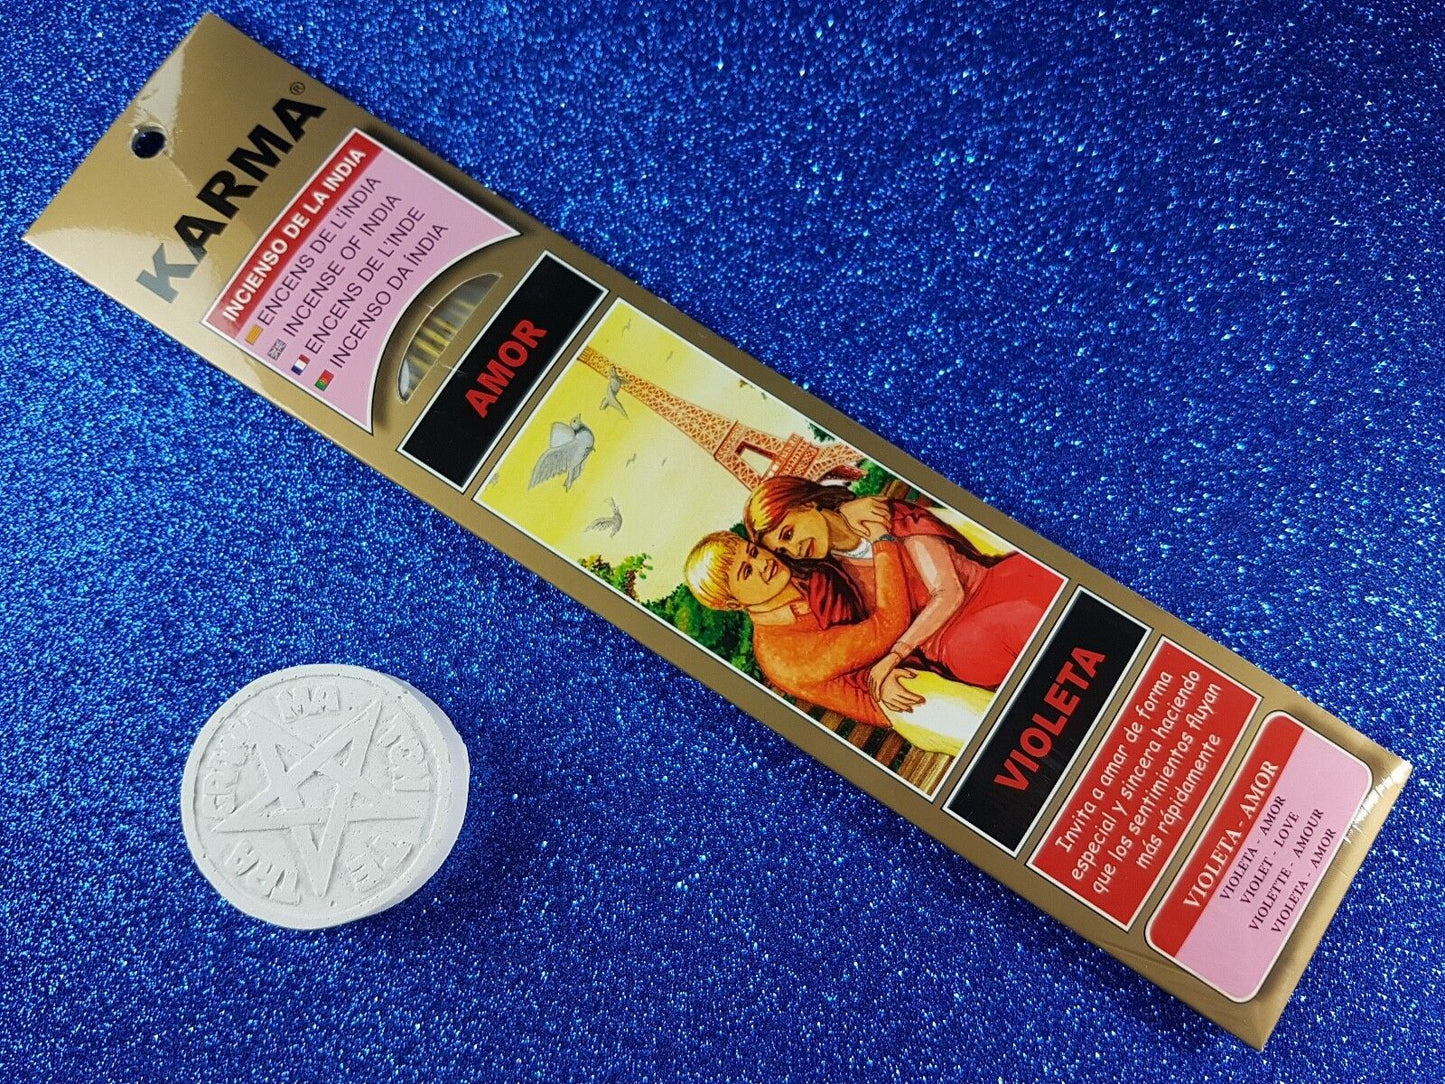 KARMA®
INCIENSO DE LA INDIA
ENCENS DE L'ÍNDIA
INCENSE OF INDIA
ENCENS DE L'INDE
INCENSO DA ÍNDIA
AMOR
VIOLETA
Invita a amar de forma
especial y sincera haciendo
que los sentimientos fluyan
más rápidamente
VIOLETA - AMOR
VIOLETA - AMOR
VIOLET - LOVE
VIOLETTE - AMOUR
VIOLETA - AMOR
TRA
MA